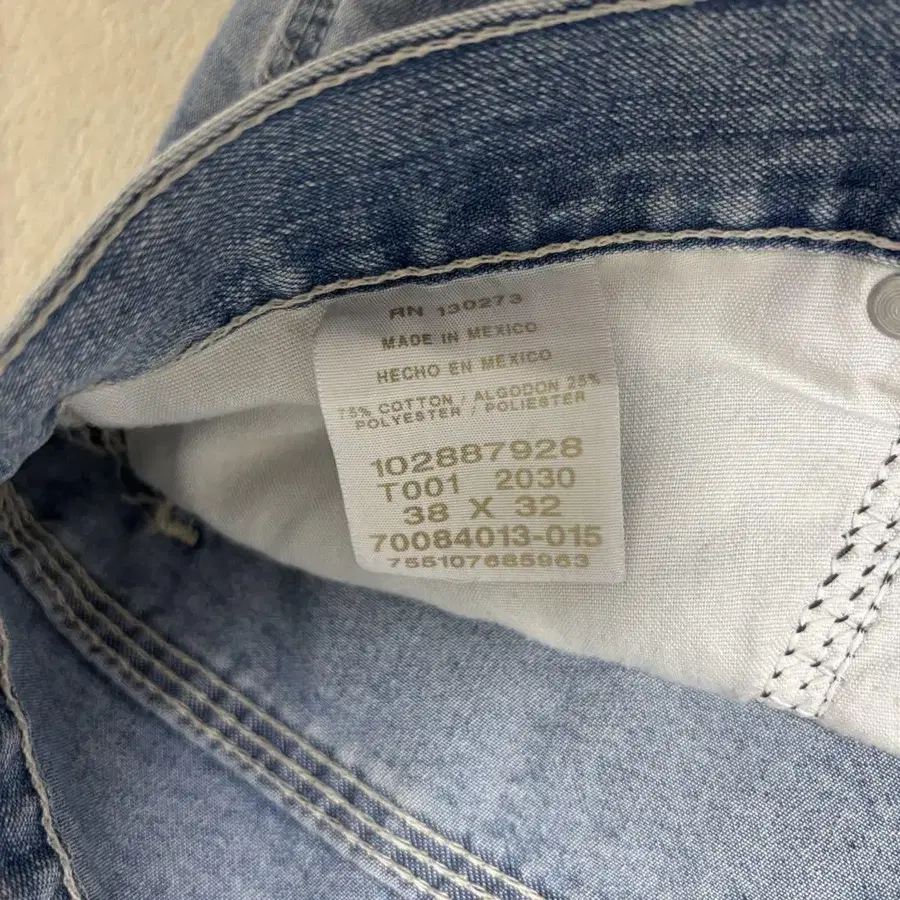 RN 130273
MADE IN MEXICO
HECHO EN MEXICO
75% COTTON / ALGODON 25%
POLYESTER / POLIESTER
102887928
T001 2030
38 X 32
70084013-015
755107685963